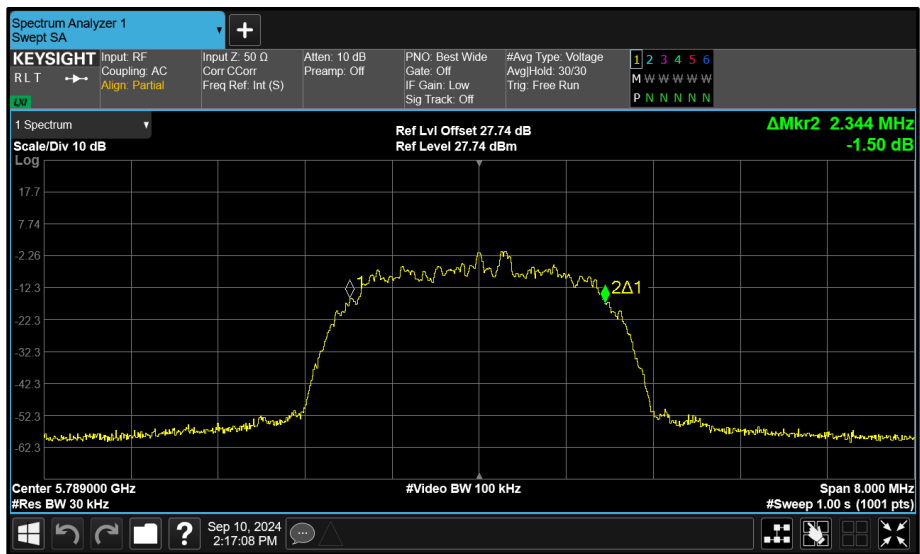 Spectrum Analyzer 1
Swept SA
+
KEYSIGHT
R L T
LXI
Input: RF
Coupling: AC
Align: Partial
Input Z: 50 Ω
Corr CCorr
Freq Ref: Int (S)
Atten: 10 dB
Preamp: Off
PNO: Best Wide
Gate: Off
IF Gain: Low
Sig Track: Off
#Avg Type: Voltage
Avg|Hold: 30/30
Trig: Free Run
1 2 3 4 5 6
M W W W W W
P N N N N N
1 Spectrum
Scale/Div 10 dB
Ref Lvl Offset 27.74 dB
Ref Level 27.74 dBm
ΔMkr2 2.344 MHz
-1.50 dB
Log
17.7
7.74
-2.26
-12.3
-22.3
-32.3
-42.3
-52.3
-62.3
1
2Δ1
Center 5.789000 GHz
#Res BW 30 kHz
#Video BW 100 kHz
Span 8.000 MHz
#Sweep 1.00 s (1001 pts)
?
Sep 10, 2024
2:17:08 PM